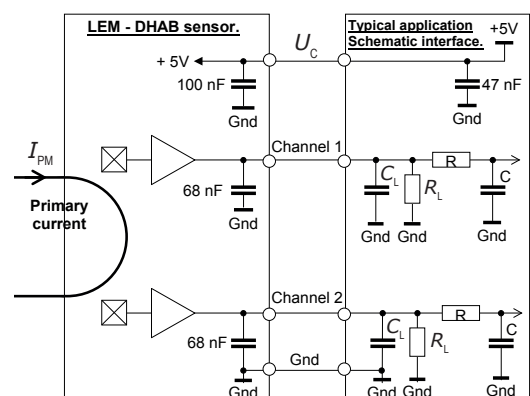 LEM - DHAB sensor.
Typical application
Schematic interface.
U_C
+5V
+ 5V
100 nF
47 nF
Gnd
Gnd
Channel 1
I_PM
R
C_L
R_L
C
68 nF
Primary
current
Gnd
Gnd
Gnd
Gnd
Channel 2
R
C_L
R_L
C
68 nF
Gnd
Gnd
Gnd
Gnd
Gnd